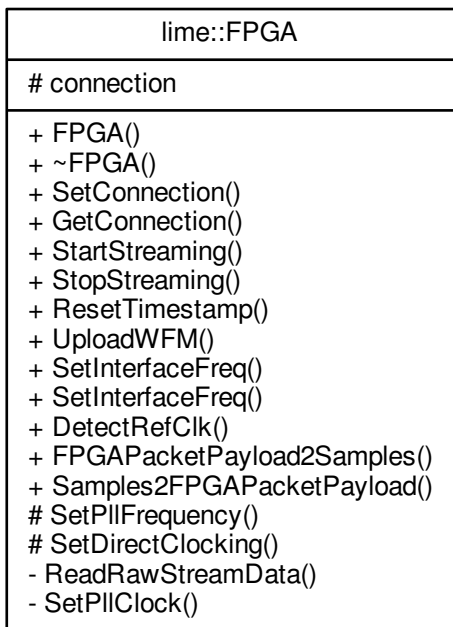 lime::FPGA
# connection
+ FPGA()
+ ~FPGA()
+ SetConnection()
+ GetConnection()
+ StartStreaming()
+ StopStreaming()
+ ResetTimestamp()
+ UploadWFM()
+ SetInterfaceFreq()
+ SetInterfaceFreq()
+ DetectRefClk()
+ FPGAPacketPayload2Samples()
+ Samples2FPGAPacketPayload()
# SetPllFrequency()
# SetDirectClocking()
- ReadRawStreamData()
- SetPllClock()